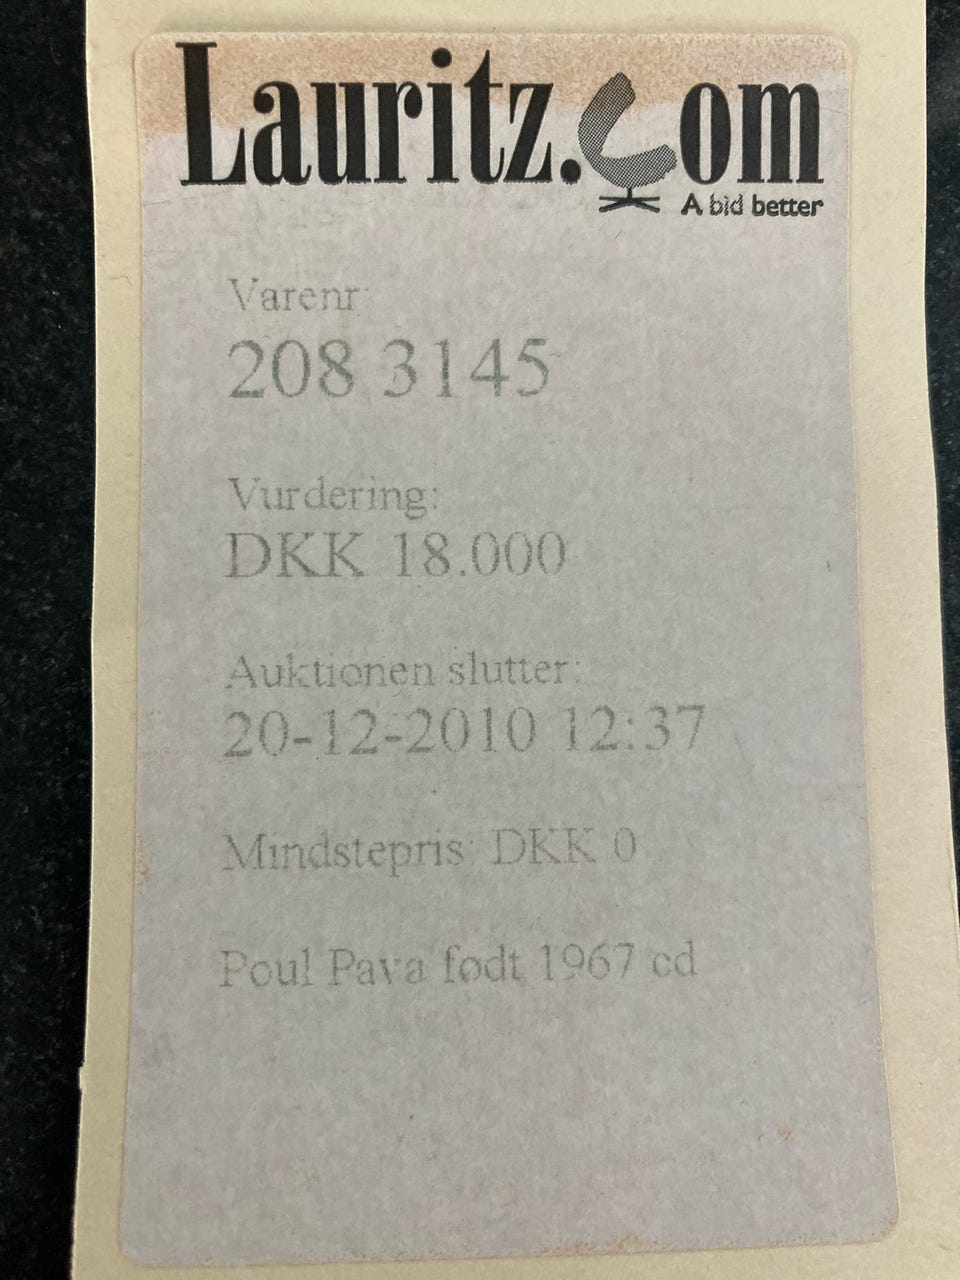 Lauritz.Com
A bid better
Varenr:
208 3145
Vurdering:
DKK 18.000
Auktionen slutter:
20-12-2010 12:37
Mindstepris: DKK 0
Poul Pava født 1967 cd